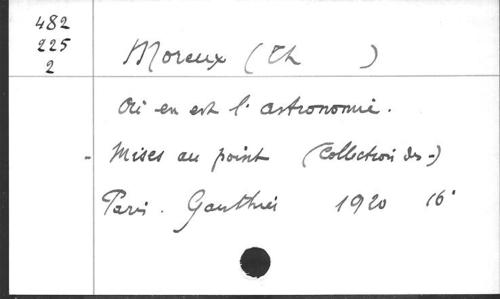 482
225
2
Moreux (Th )
Où en est l'astronomie.
- Mises au point (Collection des -)
Paris. Gauthier 1920 16°